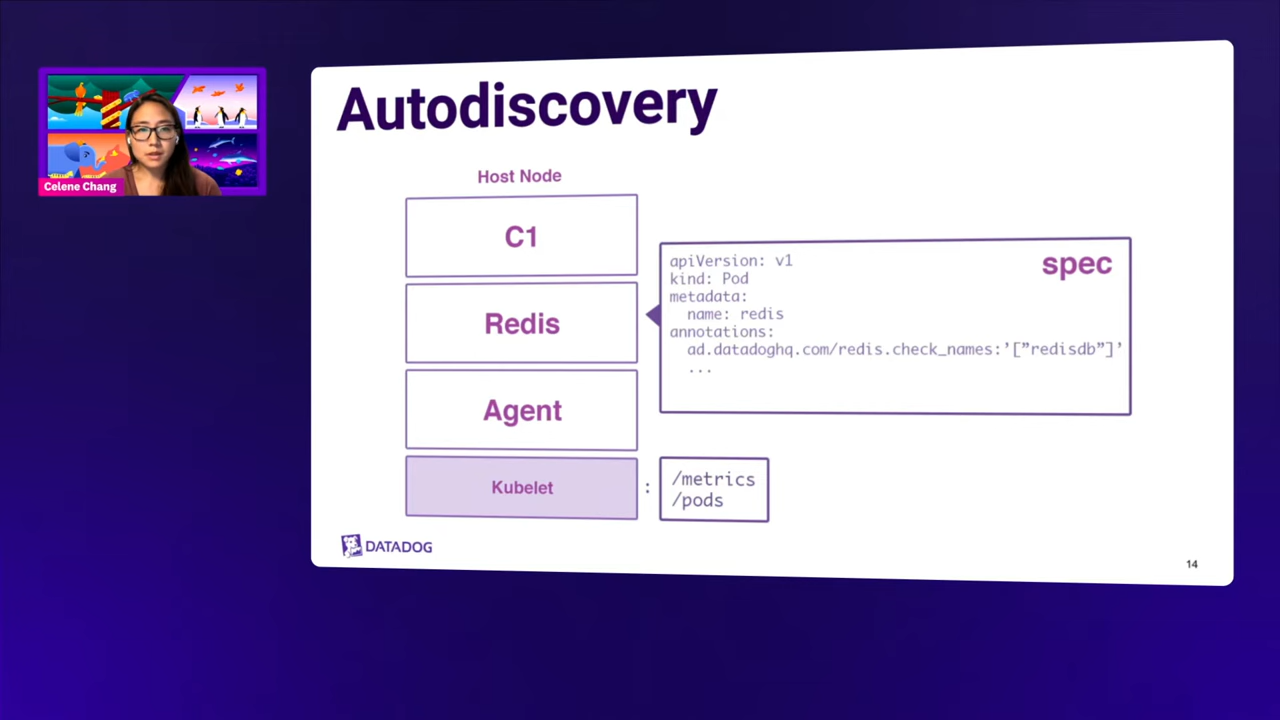 Celene Chang
Autodiscovery
Host Node
C1
Redis
Agent
Kubelet
spec
apiVersion: v1
kind: Pod
metadata:
name: redis
annotations:
ad.datadoghq.com/redis.check_names:’[”redisdb”]’
...
:
/metrics
/pods
DATADOG
14